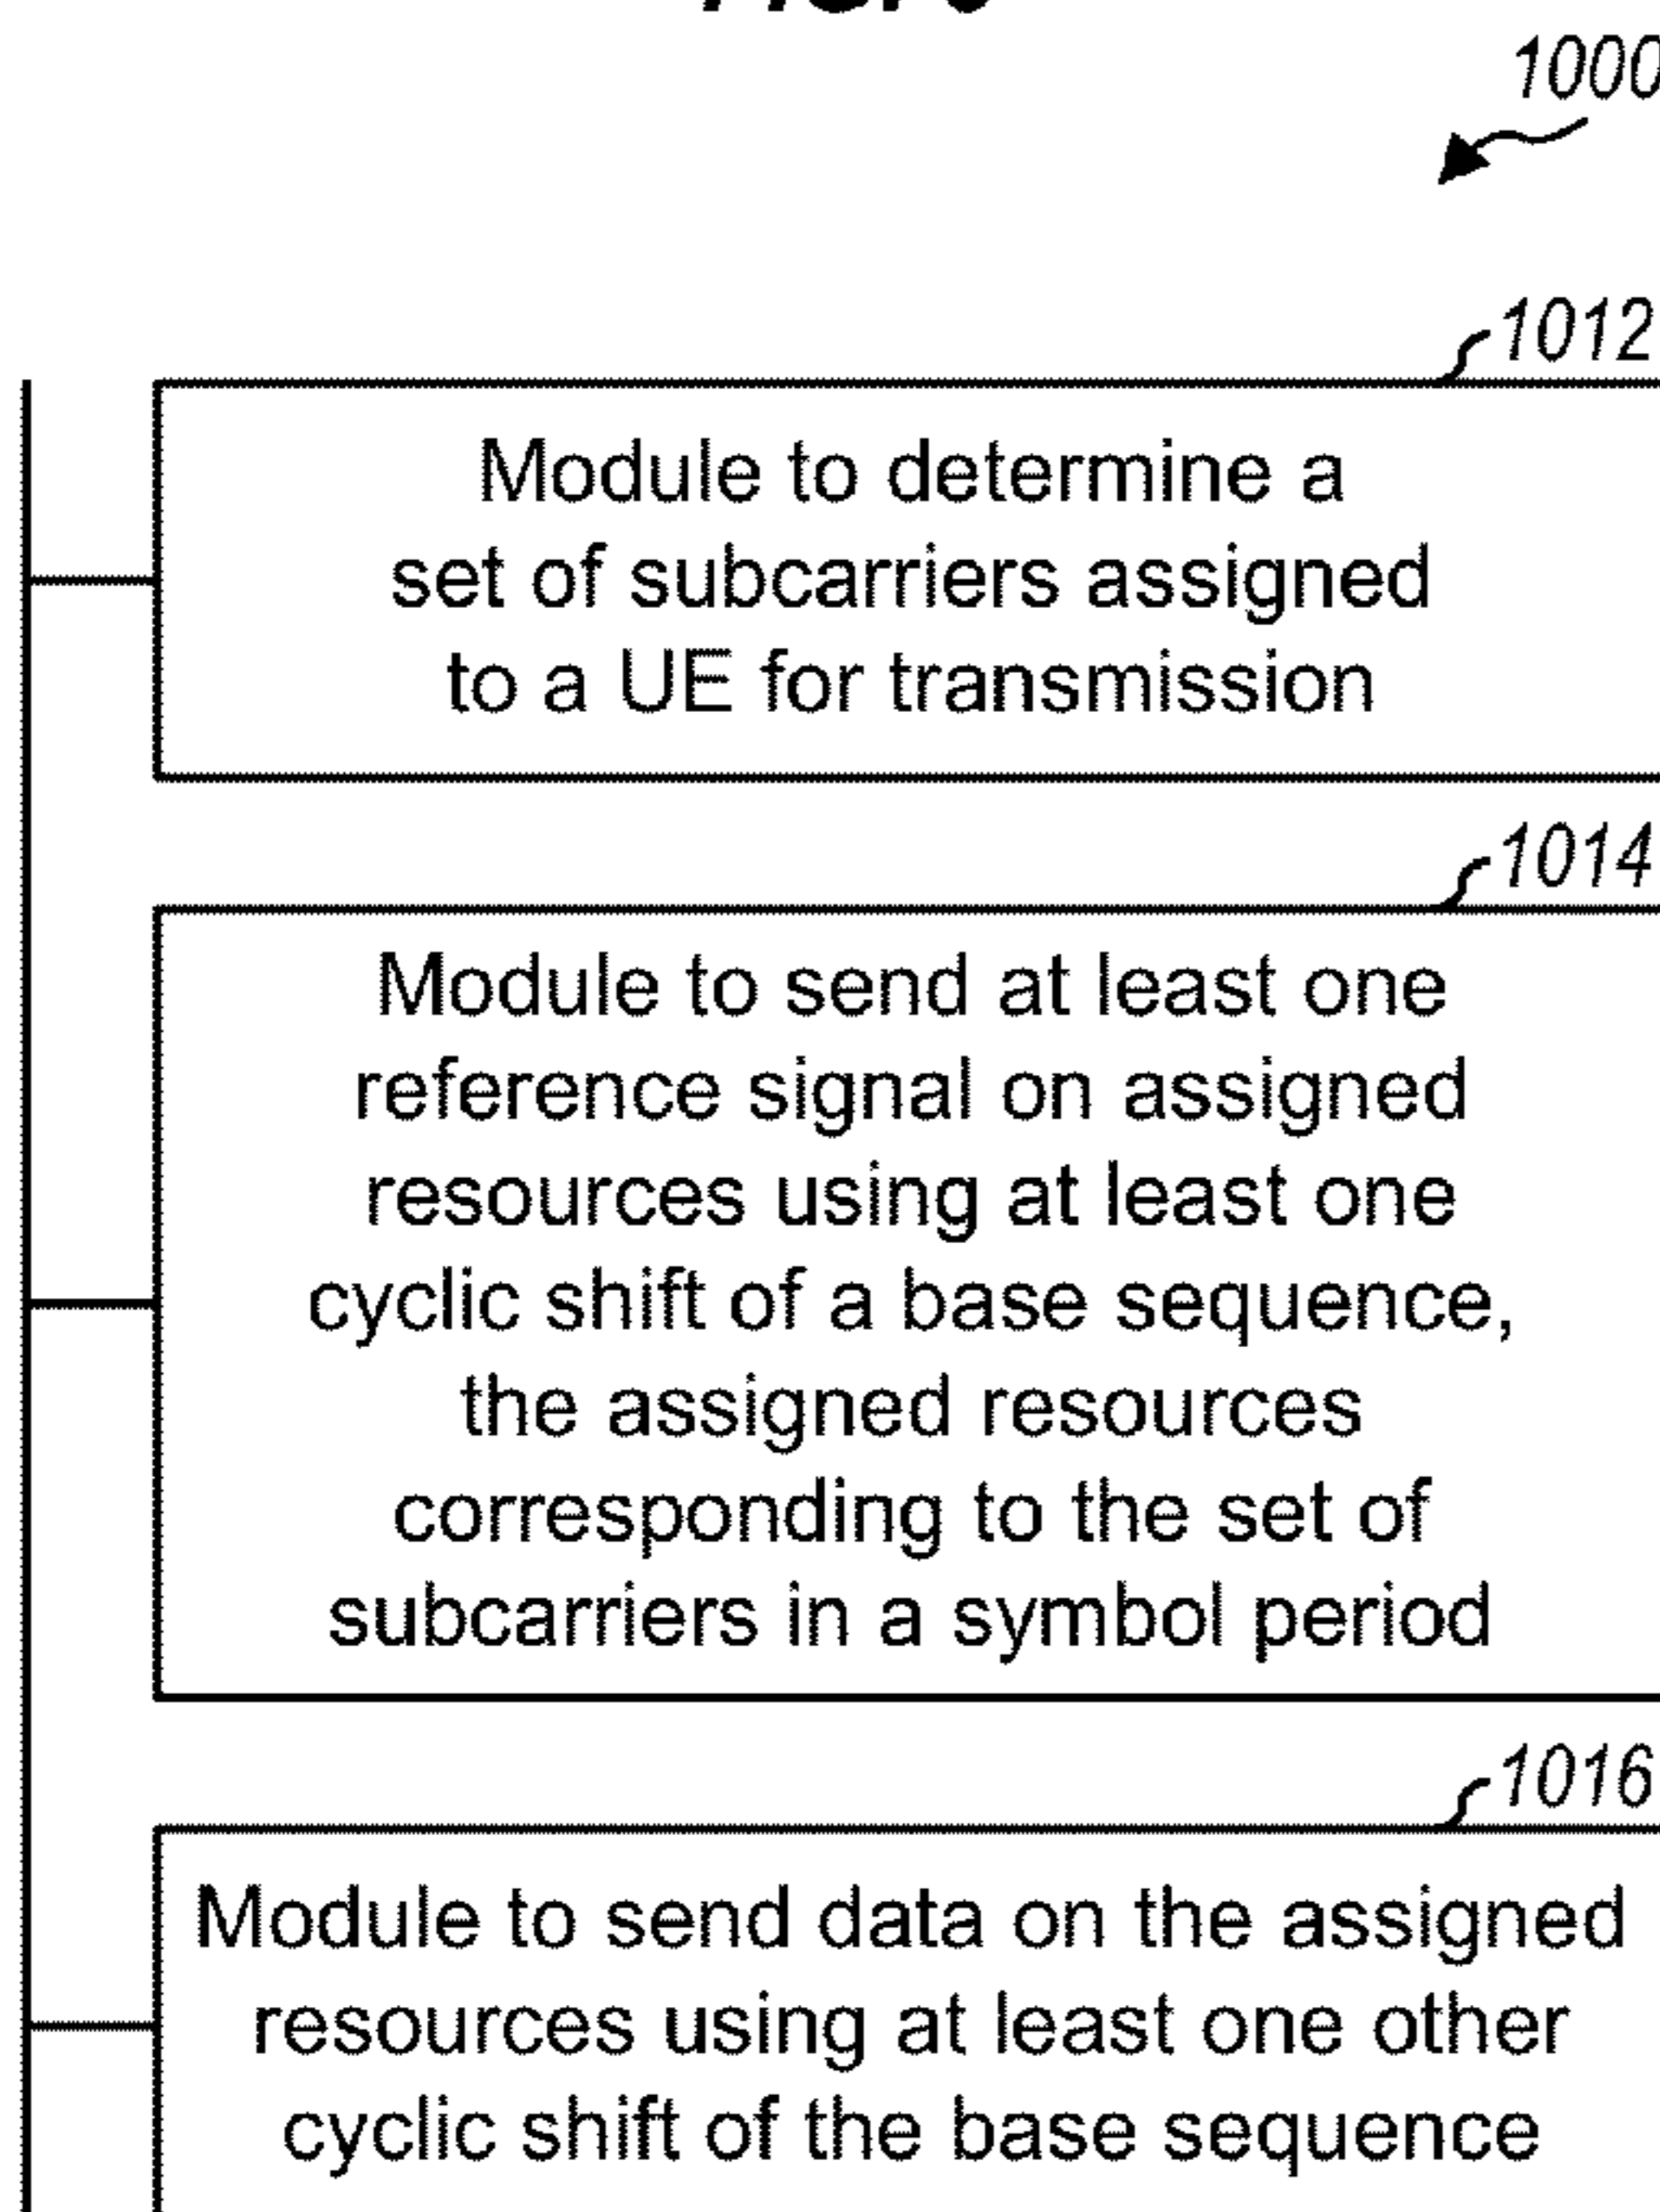 1000
1012
Module to determine a
set of subcarriers assigned
to a UE for transmission
1014
Module to send at least one
reference signal on assigned
resources using at least one
cyclic shift of a base sequence,
the assigned resources
corresponding to the set of
subcarriers in a symbol period
1016
Module to send data on the assigned
resources using at least one other
cyclic shift of the base sequence